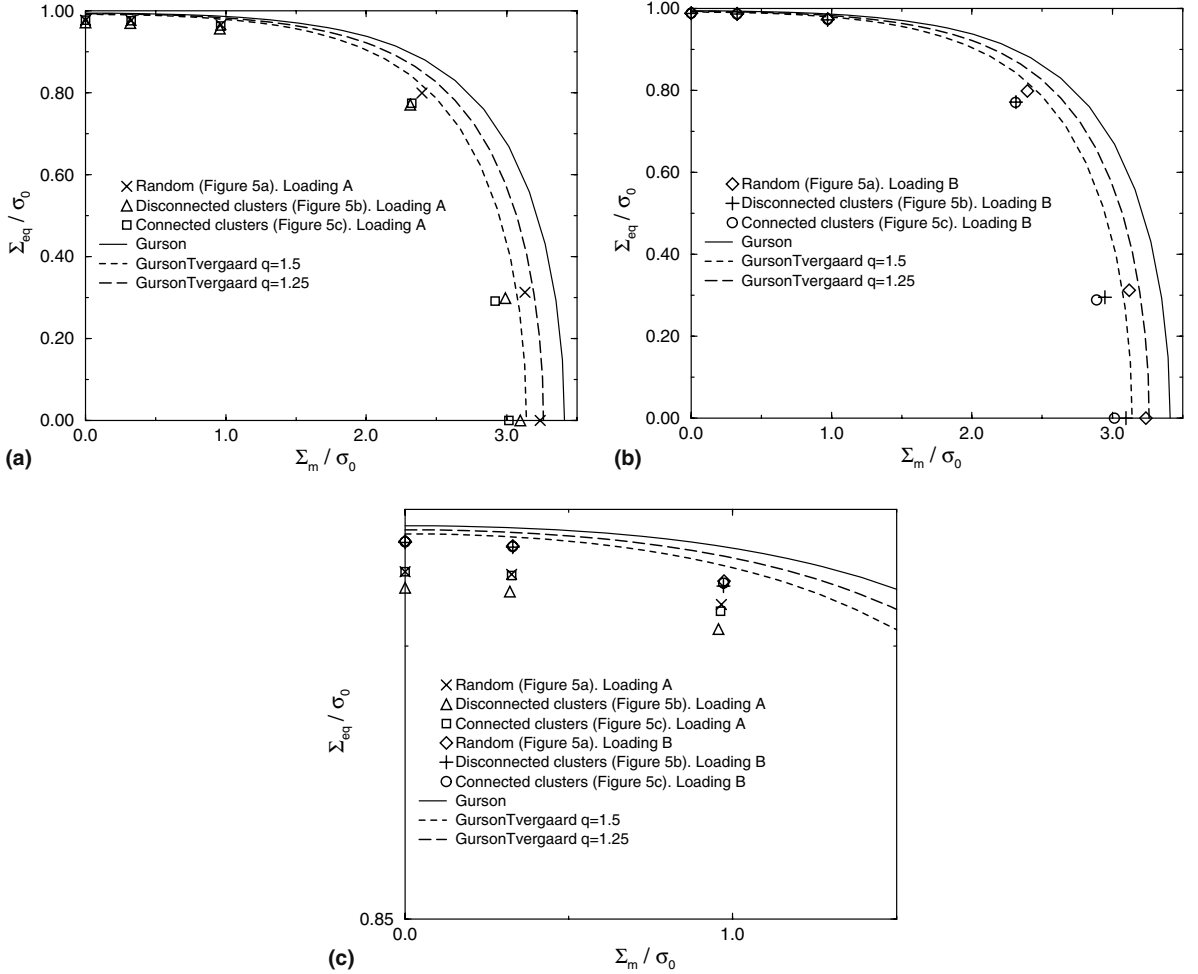 1.00
0.80
0.60
0.40
0.20
0.00
Σeq / σ0
Random (Figure 5a). Loading A
Disconnected clusters (Figure 5b). Loading A
Connected clusters (Figure 5c). Loading A
Gurson
GursonTvergaard q=1.5
GursonTvergaard q=1.25
0.0 1.0 2.0 3.0
Σm / σ0
(a)
1.00
0.80
0.60
0.40
0.20
0.00
Σeq / σ0
Random (Figure 5a). Loading B
Disconnected clusters (Figure 5b). Loading B
Connected clusters (Figure 5c). Loading B
Gurson
GursonTvergaard q=1.5
GursonTvergaard q=1.25
0.0 1.0 2.0 3.0
Σm / σ0
(b)
Σeq / σ0
Random (Figure 5a). Loading A
Disconnected clusters (Figure 5b). Loading A
Connected clusters (Figure 5c). Loading A
Random (Figure 5a). Loading B
Disconnected clusters (Figure 5b). Loading B
Connected clusters (Figure 5c). Loading B
Gurson
GursonTvergaard q=1.5
GursonTvergaard q=1.25
0.85
0.0 1.0
Σm / σ0
(c)